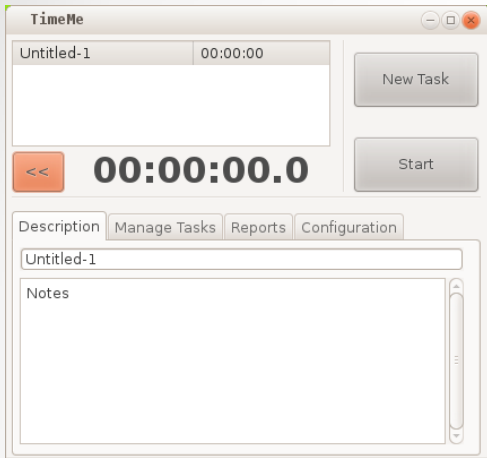 TimeMe
Untitled-1 00:00:00
New Task
<< 00:00:00.0
Start
Description Manage Tasks Reports Configuration
Untitled-1
Notes